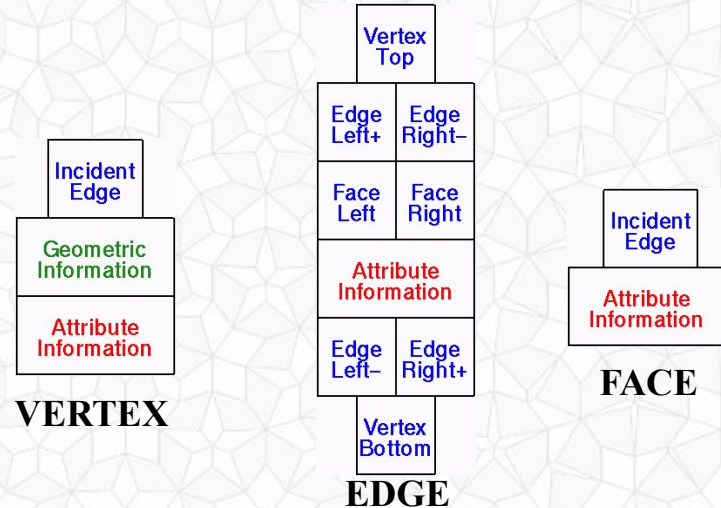 Incident
Edge
Geometric
Information
Attribute
Information
VERTEX
Vertex
Top
Edge
Left+
Edge
Right–
Face
Left
Face
Right
Attribute
Information
Edge
Left–
Edge
Right+
Vertex
Bottom
EDGE
Incident
Edge
Attribute
Information
FACE